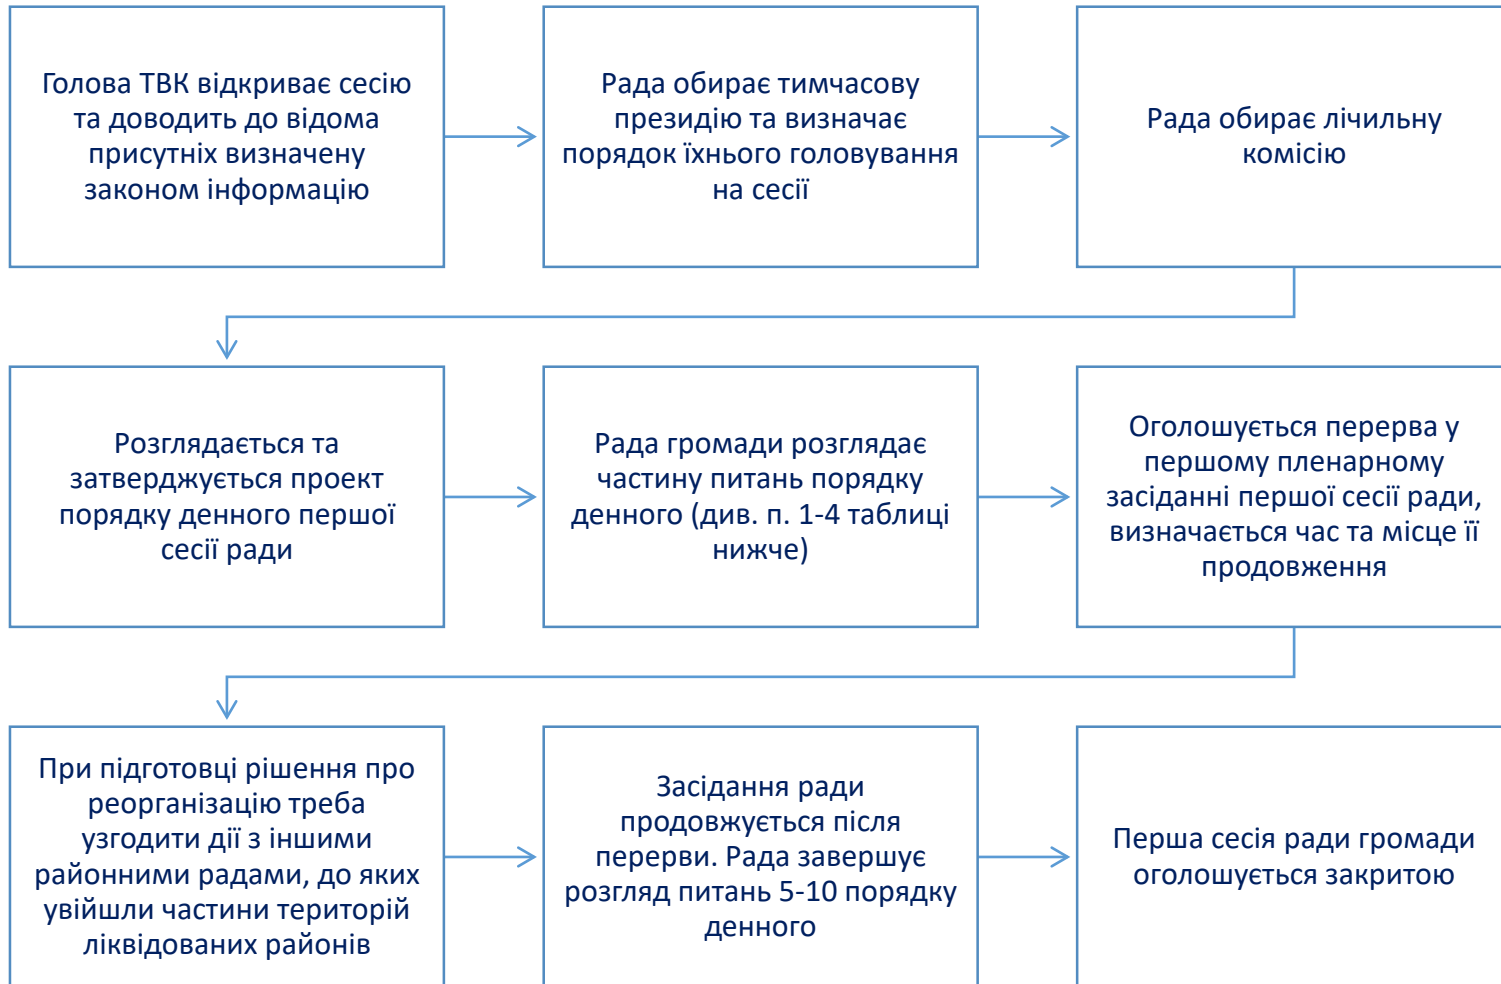 Голова ТВК відкриває сесію
та доводить до відома
присутніх визначену
законом інформацію
Рада обирає тимчасову
президію та визначає
порядок їхнього головування
на сесії
Рада обирає лічильну
комісію
Розглядається та
затверджується проект
порядку денного першої
сесії ради
Рада громади розглядає
частину питань порядку
денного (див. п. 1-4 таблиці
нижче)
Оголошується перерва у
першому пленарному
засіданні першої сесії ради,
визначається час та місце її
продовження
При підготовці рішення про
реорганізацію треба
узгодити дії з іншими
районними радами, до яких
увійшли частини територій
ліквідованих районів
Засідання ради
продовжується після
перерви. Рада завершує
розгляд питань 5-10 порядку
денного
Перша сесія ради громади
оголошується закритою